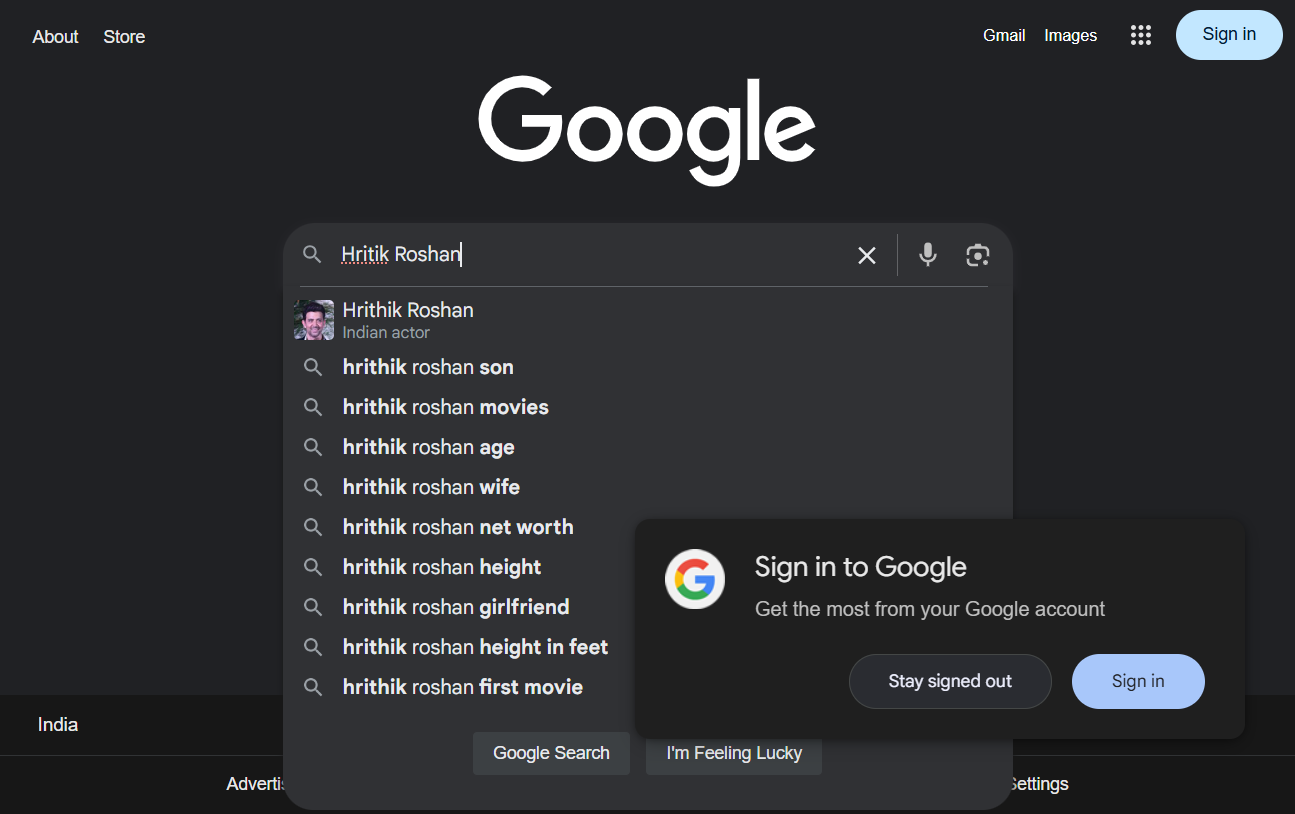 About Store
Gmail Images Sign in
Google
Hritik Roshan
Hrithik Roshan
Indian actor
hrithik roshan son
hrithik roshan movies
hrithik roshan age
hrithik roshan wife
hrithik roshan net worth
hrithik roshan height
hrithik roshan girlfriend
hrithik roshan height in feet
hrithik roshan first movie
Google Search I'm Feeling Lucky
Sign in to Google
Get the most from your Google account
Stay signed out Sign in
India
Settings